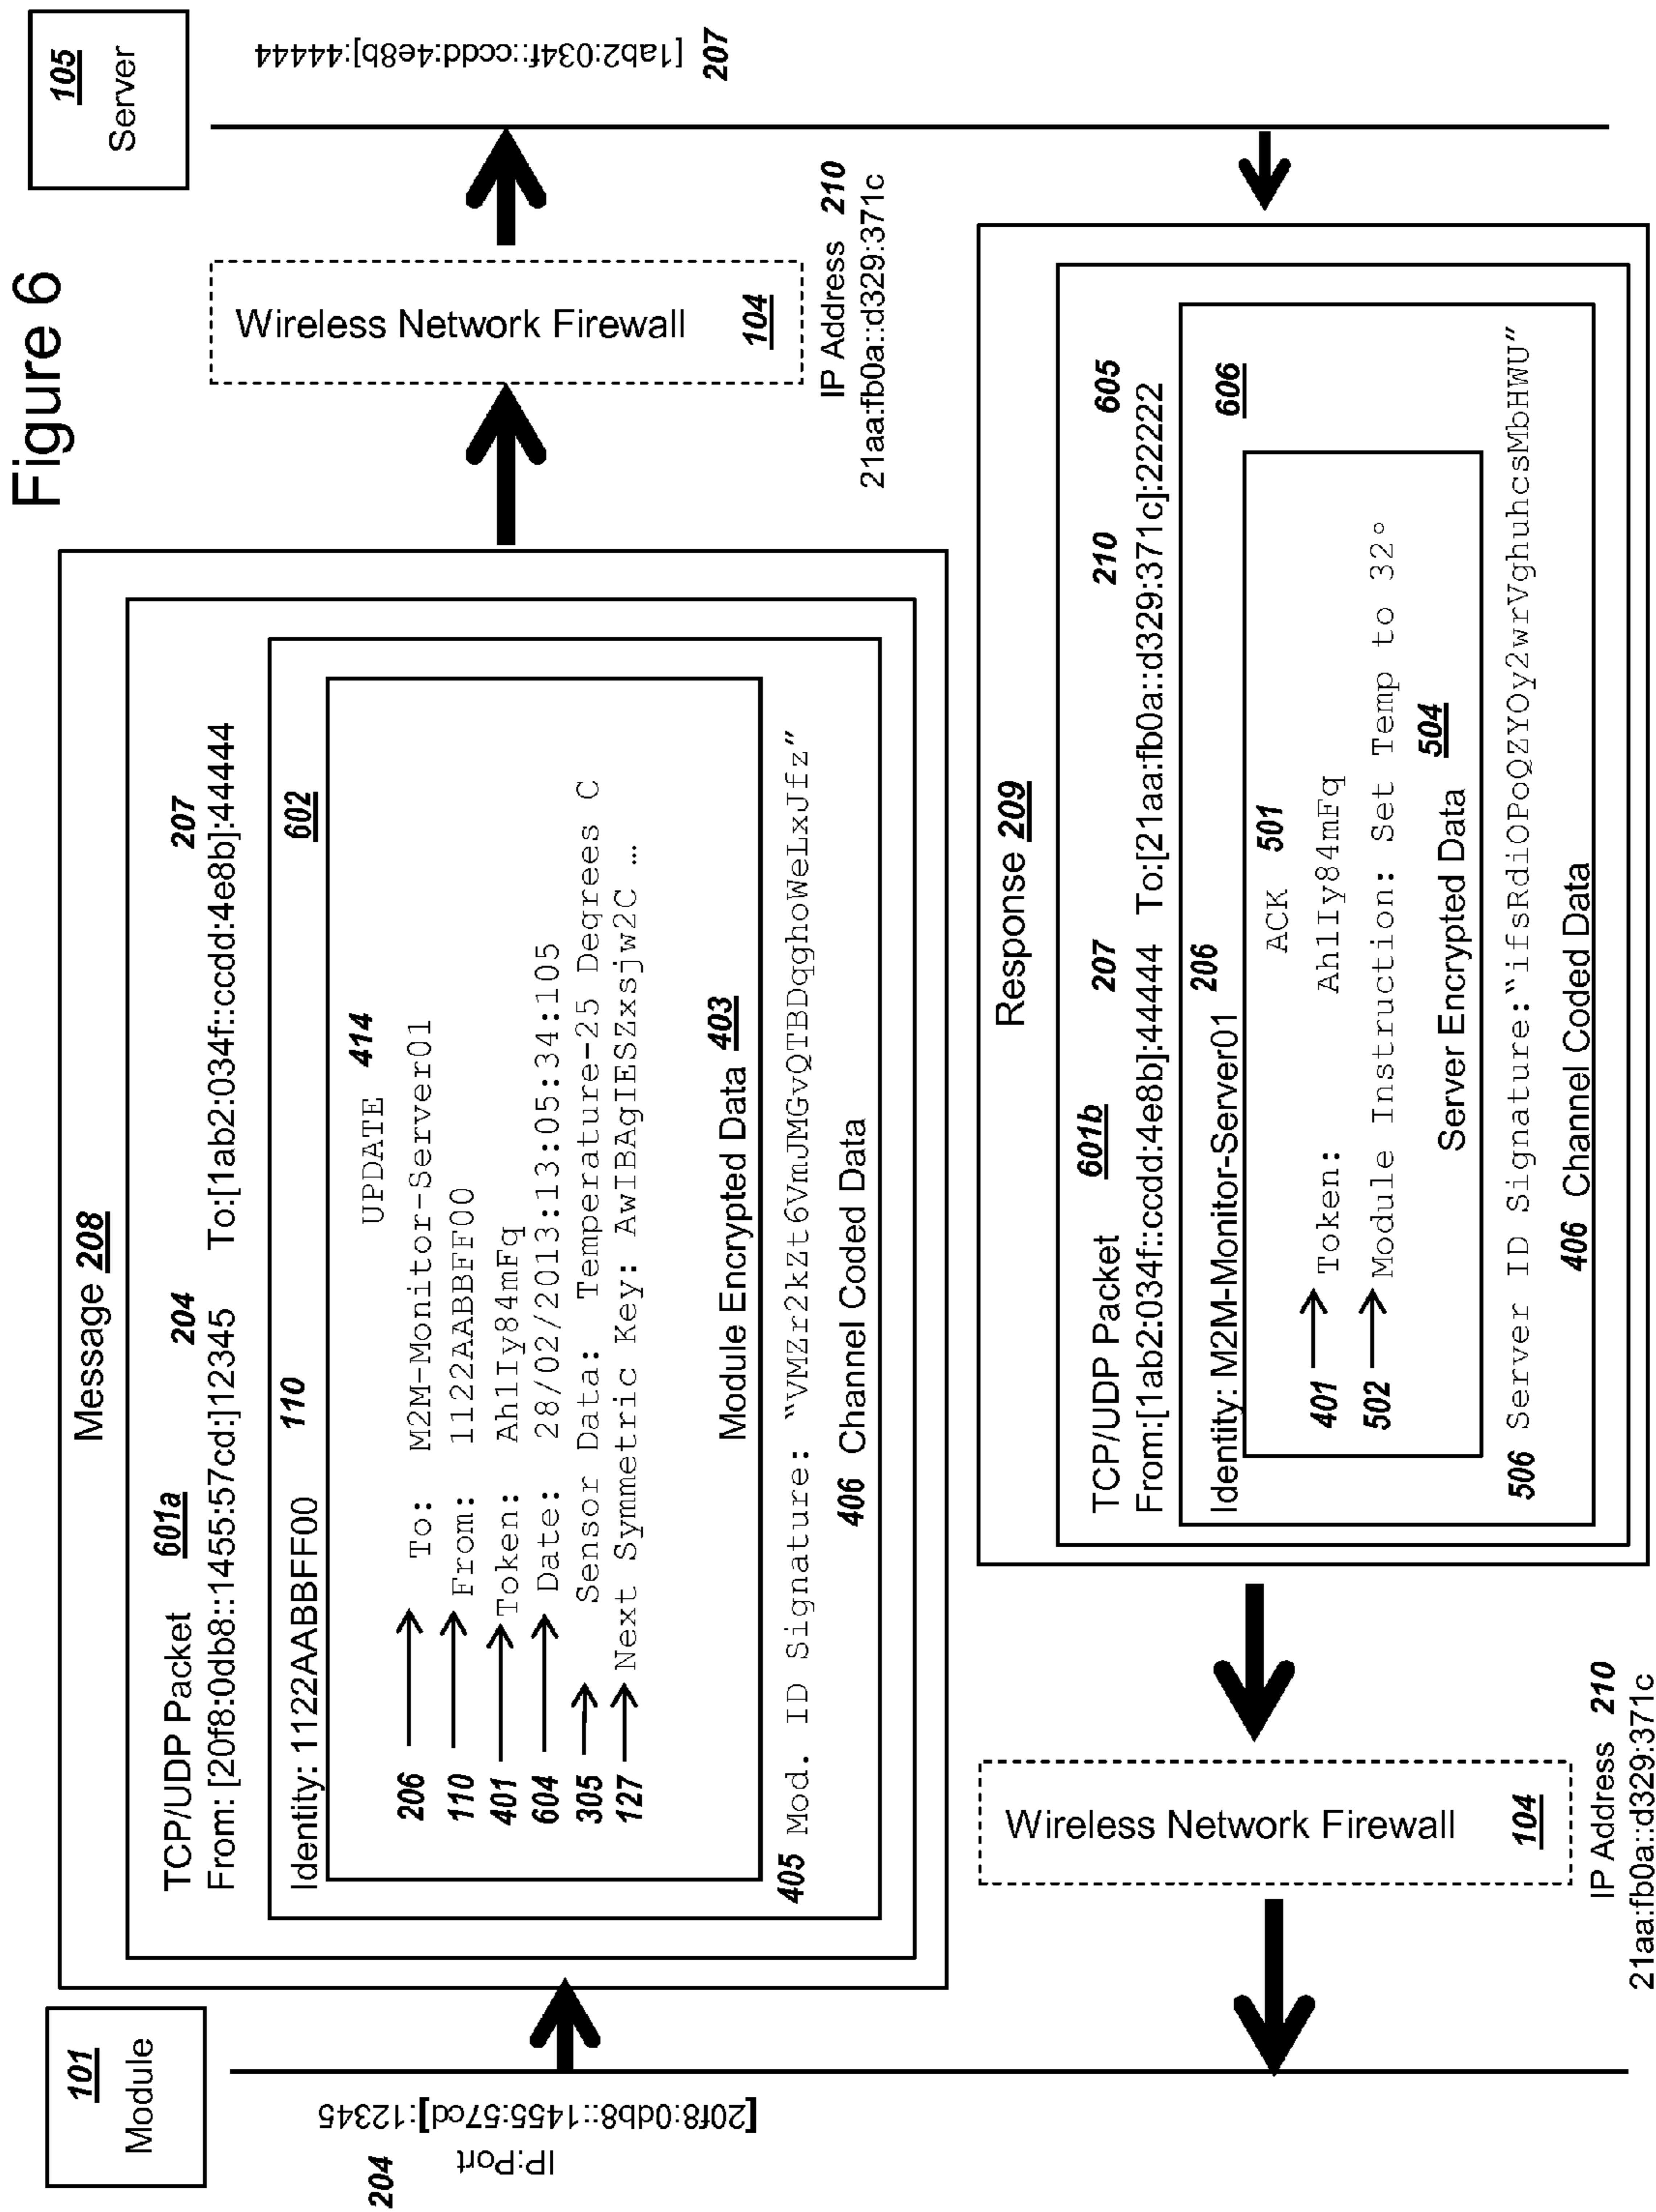 Figure 6
101
Module
105
Server
204
IP:Port
[20f8:0db8::1455:57cd]:12345
Message 208
TCP/UDP Packet 601a 204 207
From: [20f8:0db8::1455:57cd:]12345 To:[1ab2:034f::ccdd:4e8b]:44444
Identity: 1122AABBFF00 110 602
UPDATE 414
206 To: M2M-Monitor-Server01
110 From: 1122AABBFF00
401 Token: Ah1Iy84mFq
604 Date: 28/02/2013:13:05:34:105
305 Sensor Data: Temperature-25 Degrees C
127 Next Symmetric Key: AwIBAgIESZxsjw2C …
Module Encrypted Data 403
405 Mod. ID Signature: “VMZr2kZt6VmJMGvQTBDqghoWeLxJfz”
406 Channel Coded Data
Wireless Network Firewall 104
IP Address 210
21aa:fb0a::d329:371c
[1ab2:034f::ccdd:4e8b]:44444
207
Response 209
TCP/UDP Packet 601b 207 210 605
From:[1ab2:034f::ccdd:4e8b]:44444 To:[21aa:fb0a::d329:371c]:22222
206
Identity: M2M-Monitor-Server01 606
ACK 501
401 Token: Ah1Iy84mFq
502 Module Instruction: Set Temp to 32°
Server Encrypted Data 504
506 Server ID Signature:“ifsRdiOPoQZYOy2wrVghuhcsMbHWU”
406 Channel Coded Data
Wireless Network Firewall 104
IP Address 210
21aa:fb0a::d329:371c